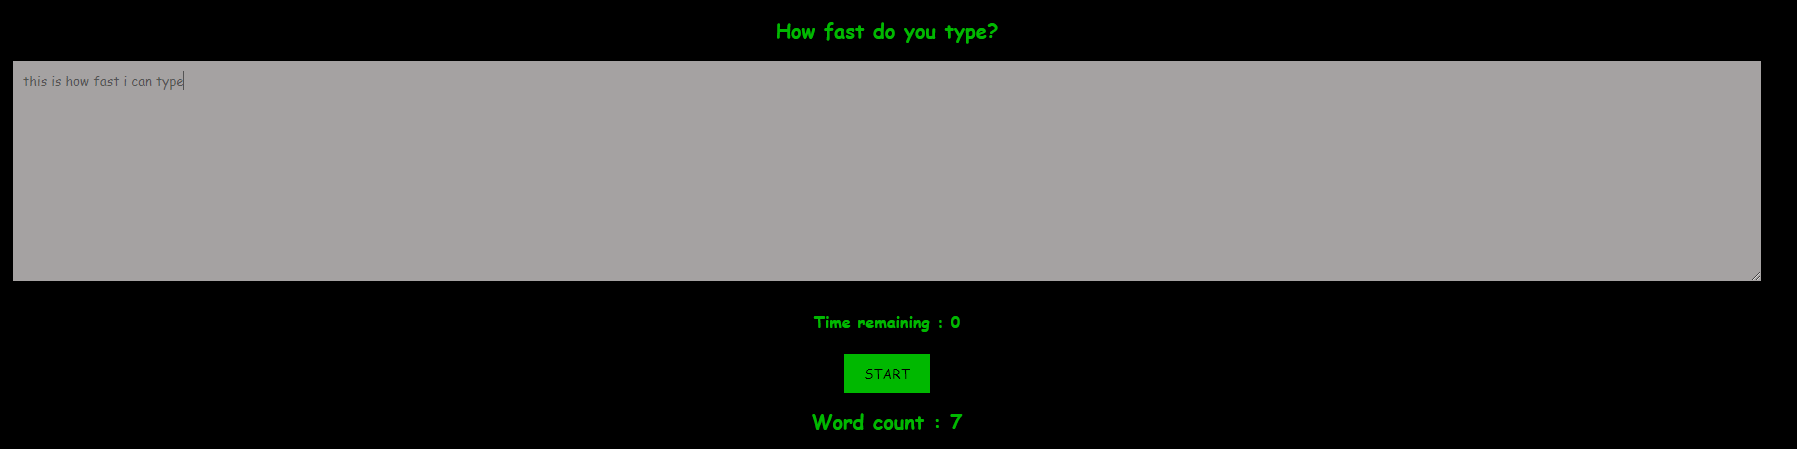 How fast do you type?
this is how fast i can type
Time remaining : 0
START
Word count : 7